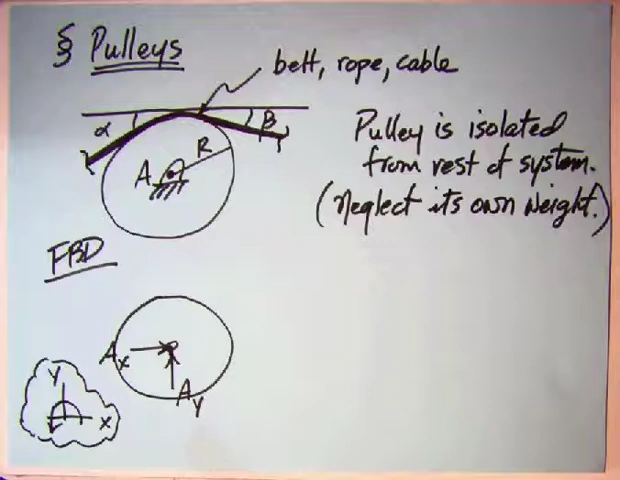 § Pulleys
belt, rope, cable
α
β
R
A
Pulley is isolated
from rest of system.
(Neglect its own weight.)
FBD
Ax
Ay
Y
X